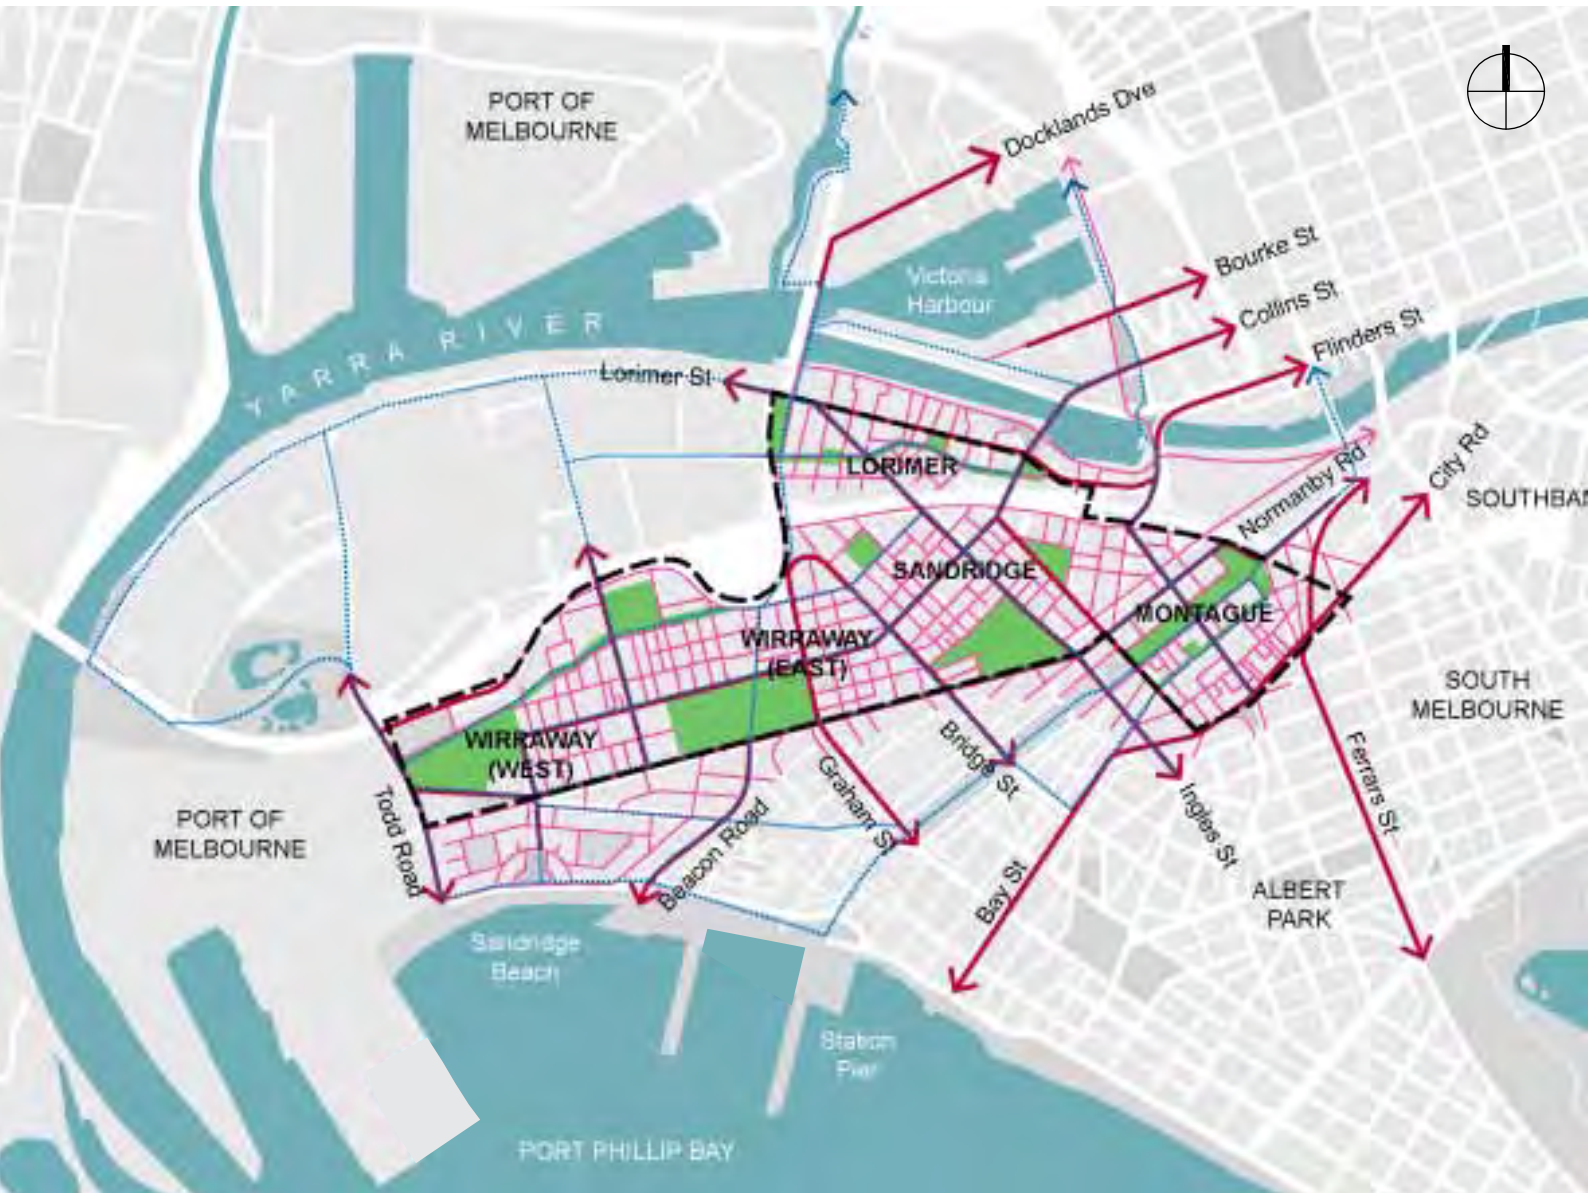 PORT OF
MELBOURNE
Docklands Dve
Bourke St
Victoria
Harbour
Collins St
Flinders St
YARRA RIVER
Lorimer St
City Rd
LORIMER
Normanby Rd
SOUTHBAN
SANDRIDGE
MONTAGUE
WIRRAWAY
(EAST)
SOUTH
MELBOURNE
WIRRAWAY
(WEST)
Bridge St
Ferrars St
Graham St
Todd Road
Ingles St
PORT OF
MELBOURNE
Beacon Road
Bay St
ALBERT
PARK
Sandridge
Beach
Station
Pier
PORT PHILLIP BAY